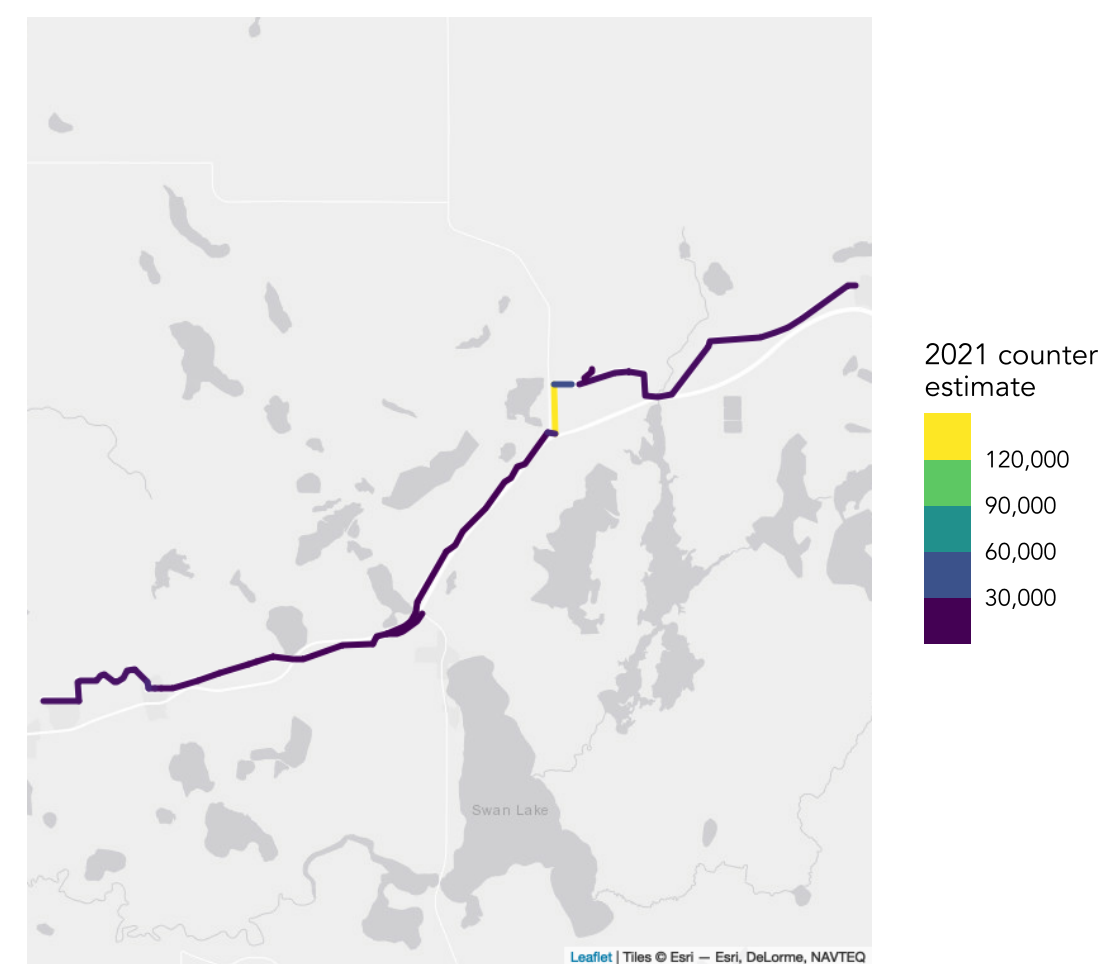 2021 counter
estimate
120,000
90,000
60,000
30,000
Swan Lake
Leaflet | Tiles © Esri — Esri, DeLorme, NAVTEQ